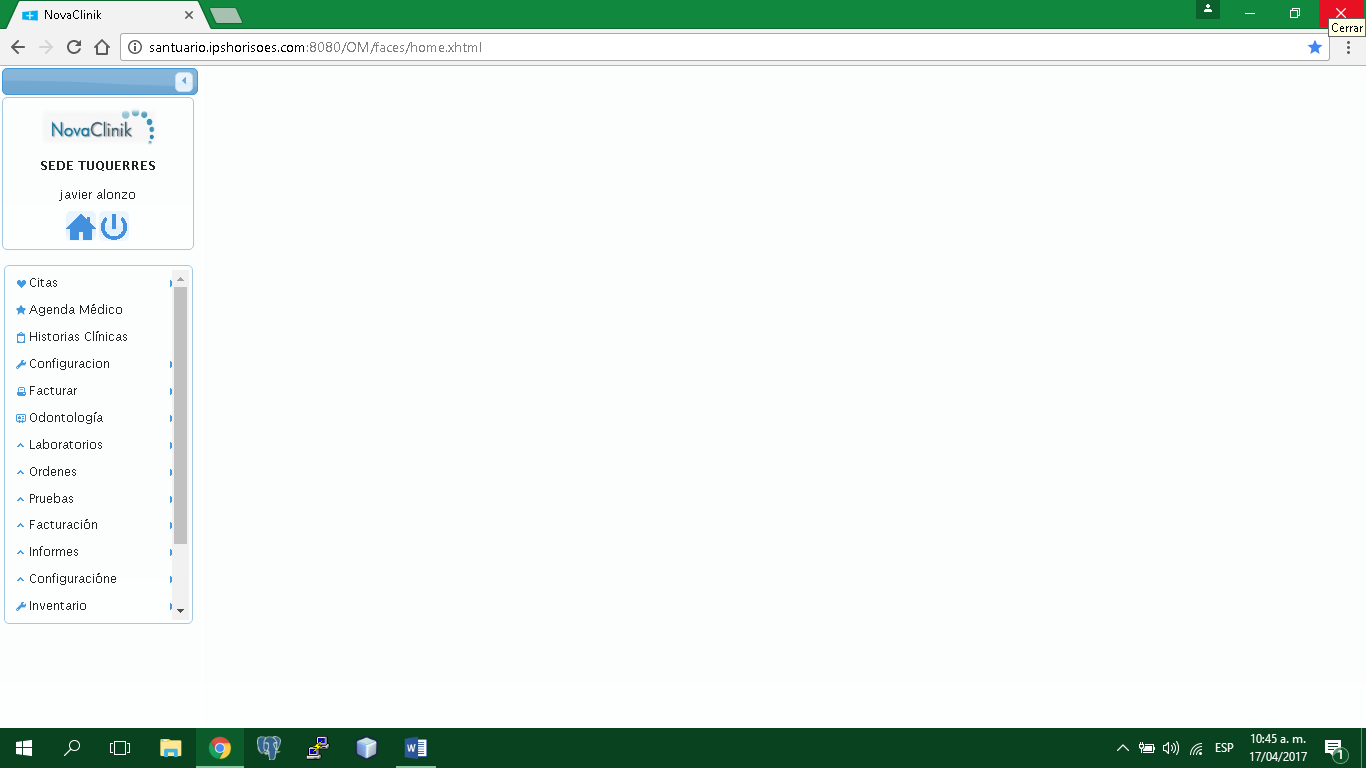 NovaClinik
Cerrar
santuario.ipshorisoes.com:8080/OM/faces/home.xhtml
NovaClinik
SEDE TUQUERRES
javier alonzo
Citas
Agenda Médico
Historias Clínicas
Configuracion
Facturar
Odontología
Laboratorios
Ordenes
Pruebas
Facturación
Informes
Configuracióne
Inventario
ESP
10:45 a. m.
17/04/2017
1